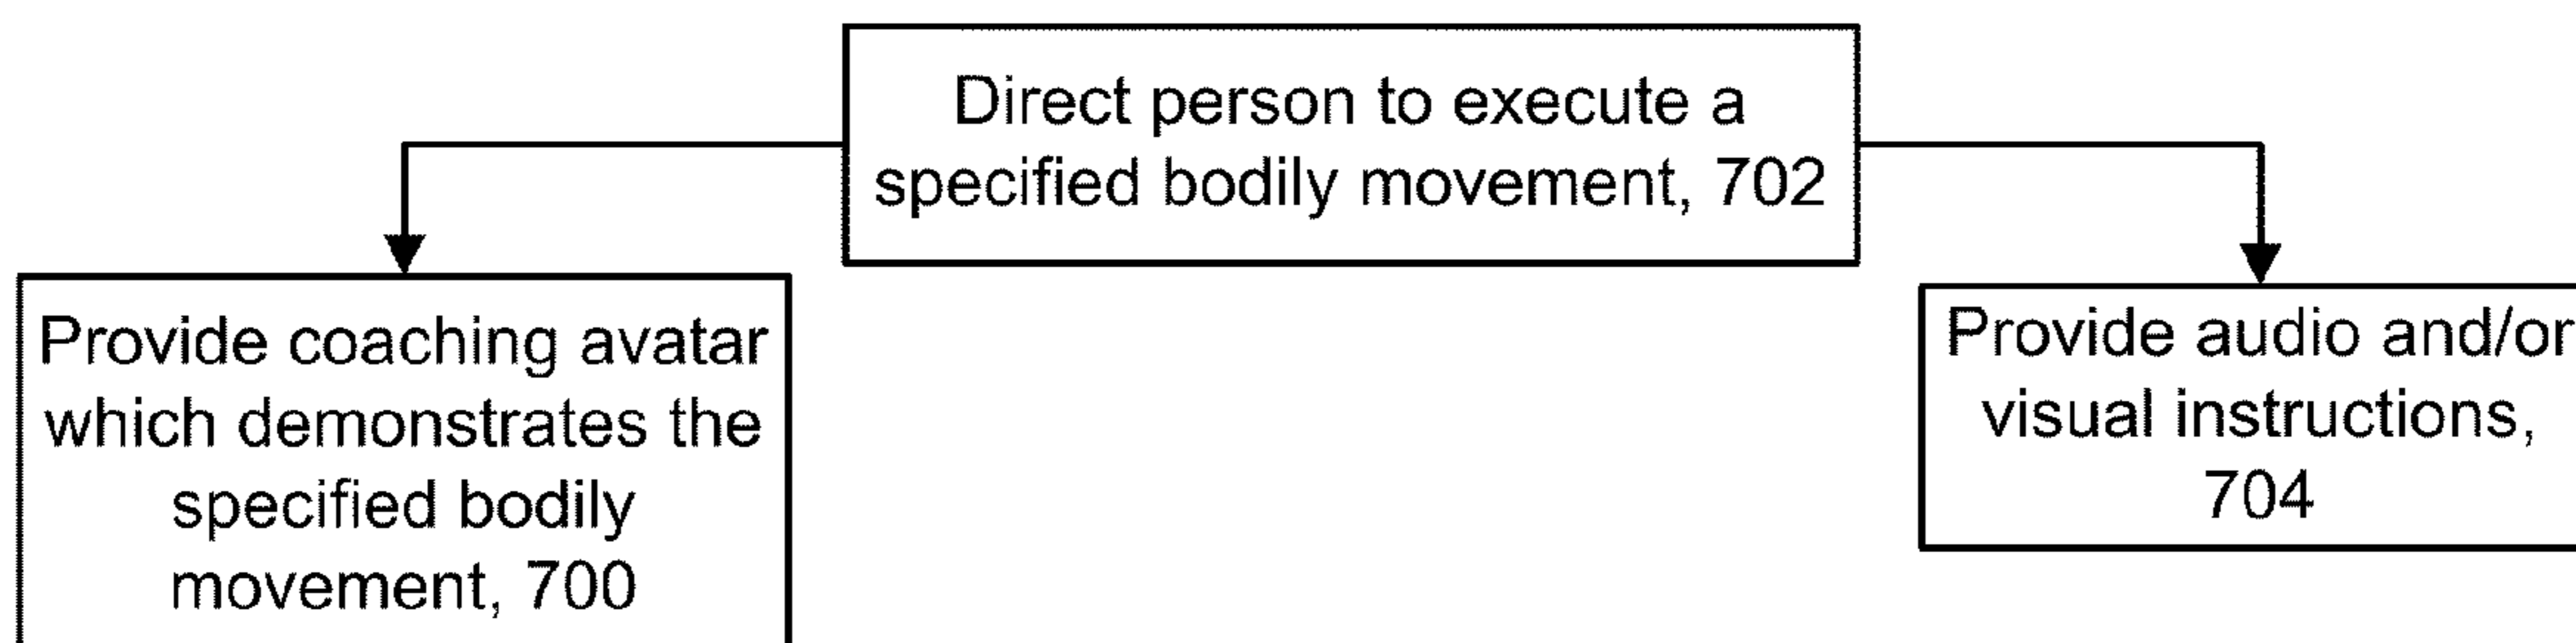 Direct person to execute a
specified bodily movement, 702
Provide coaching avatar
which demonstrates the
specified bodily
movement, 700
Provide audio and/or
visual instructions,
704